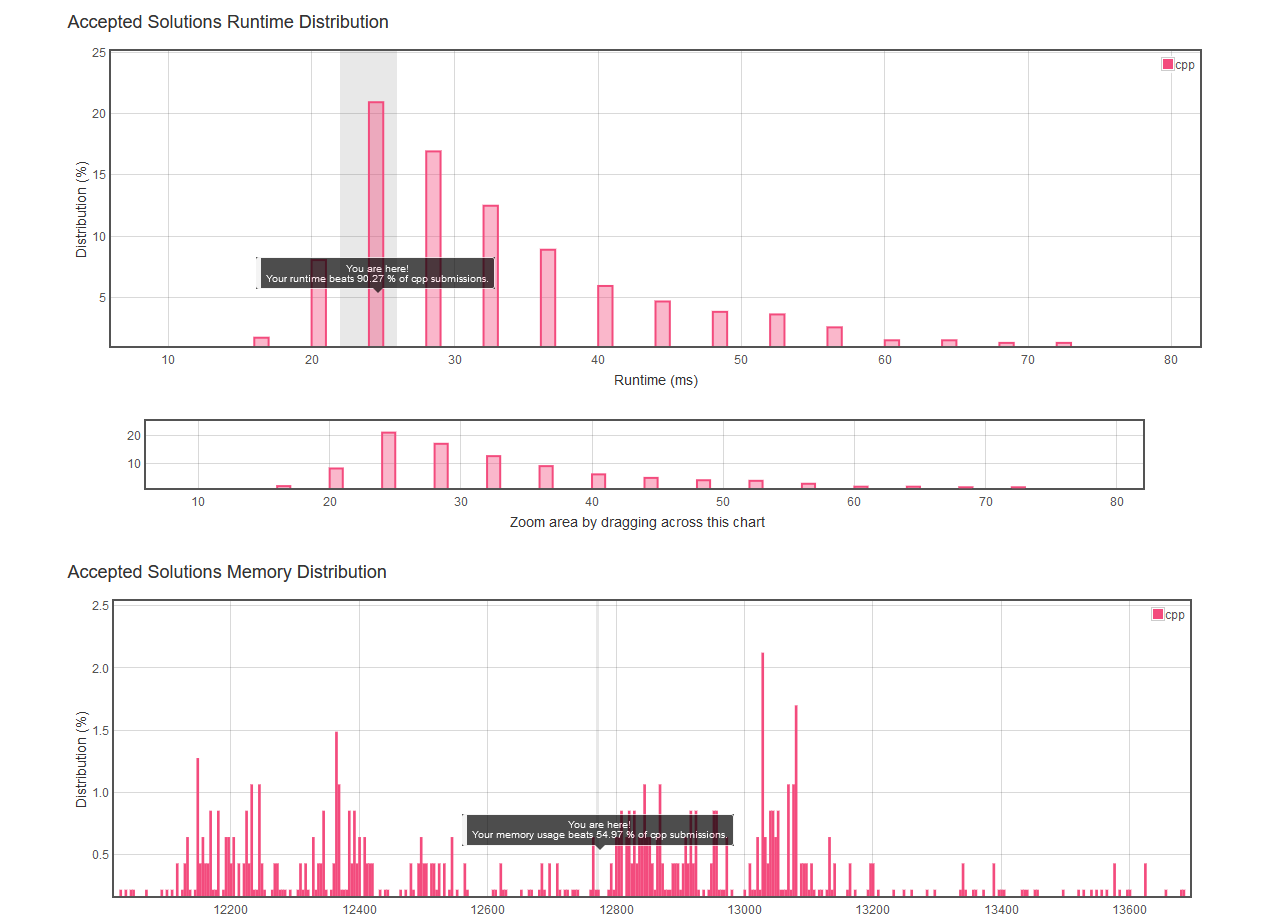 Accepted Solutions Runtime Distribution
25
20
15
10
5
Distribution (%)
cpp
You are here!
Your runtime beats 90.27 % of cpp submissions.
10 20 30 40 50 60 70 80
Runtime (ms)
20
10
10 20 30 40 50 60 70 80
Zoom area by dragging across this chart
Accepted Solutions Memory Distribution
2.5
2.0
1.5
1.0
0.5
Distribution (%)
cpp
You are here!
Your memory usage beats 54.97 % of cpp submissions.
12200 12400 12600 12800 13000 13200 13400 13600